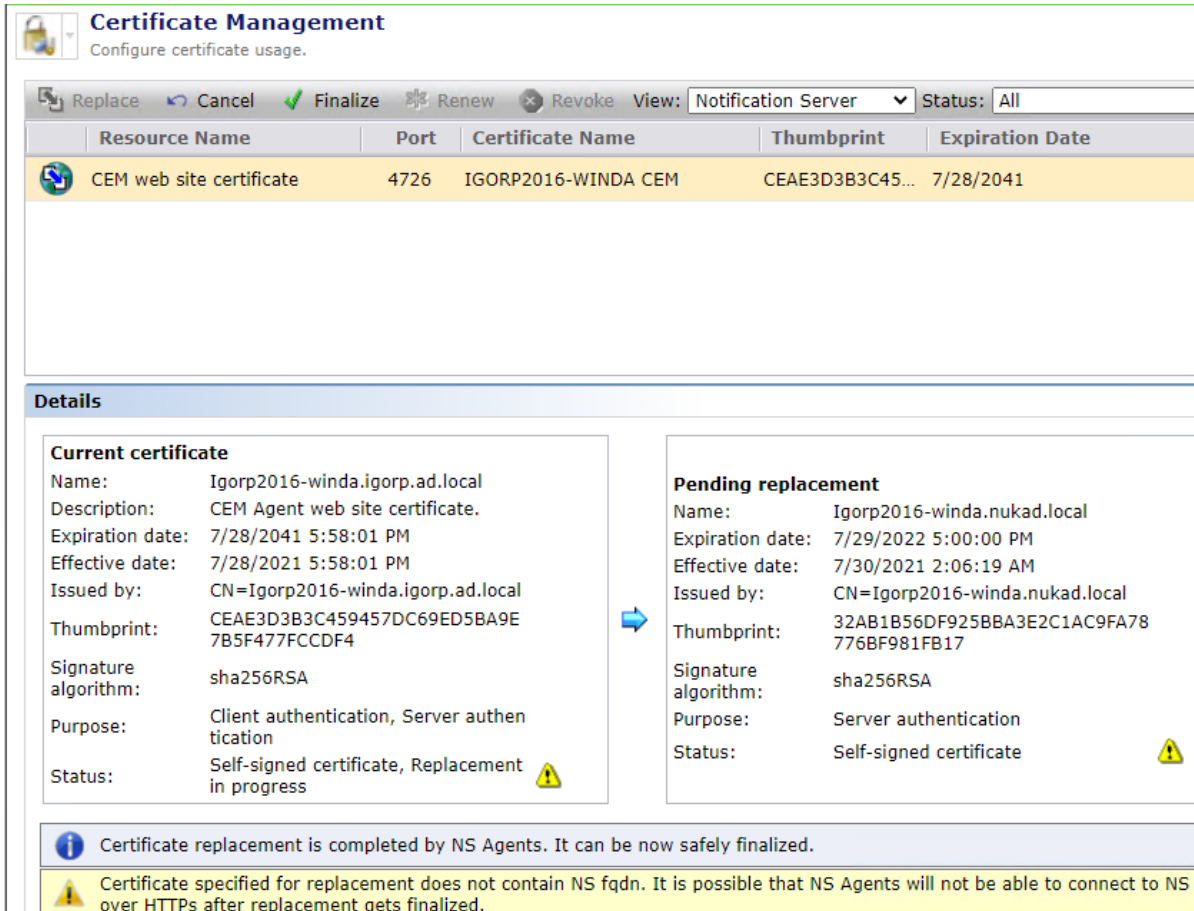 Certificate Management
Configure certificate usage.
Replace Cancel Finalize Renew Revoke View: Notification Server Status: All
Resource Name Port Certificate Name Thumbprint Expiration Date
CEM web site certificate 4726 IGORP2016-WINDA CEM CEAE3D3B3C45... 7/28/2041
Details
Current certificate
Name: Igorp2016-winda.igorp.ad.local
Description: CEM Agent web site certificate.
Expiration date: 7/28/2041 5:58:01 PM
Effective date: 7/28/2021 5:58:01 PM
Issued by: CN=Igorp2016-winda.igorp.ad.local
Thumbprint: CEAE3D3B3C459457DC69ED5BA9E
7B5F477FCCDF4
Signature
algorithm: sha256RSA
Purpose: Client authentication, Server authen
tication
Status: Self-signed certificate, Replacement
in progress
Pending replacement
Name: Igorp2016-winda.nukad.local
Expiration date: 7/29/2022 5:00:00 PM
Effective date: 7/30/2021 2:06:19 AM
Issued by: CN=Igorp2016-winda.nukad.local
Thumbprint: 32AB1B56DF925BBA3E2C1AC9FA78
776BF981FB17
Signature
algorithm: sha256RSA
Purpose: Server authentication
Status: Self-signed certificate
Certificate replacement is completed by NS Agents. It can be now safely finalized.
Certificate specified for replacement does not contain NS fqdn. It is possible that NS Agents will not be able to connect to NS
over HTTPs after replacement gets finalized.